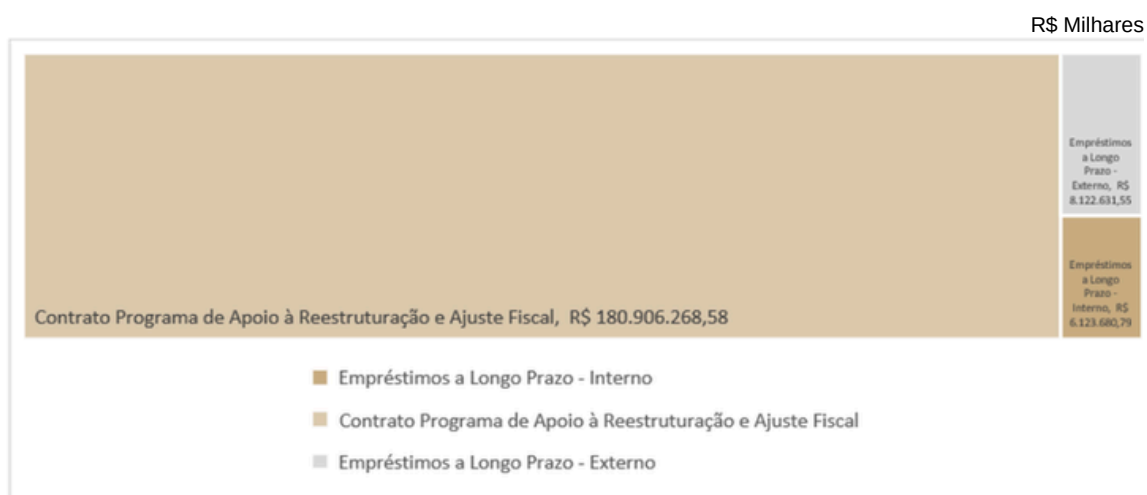 R$ Milhares
Empréstimos
a Longo
Prazo -
Externo, R$
8.122.631,55
Empréstimos
a Longo
Prazo -
Interno, R$
6.123.680,79
Contrato Programa de Apoio à Reestruturação e Ajuste Fiscal, R$ 180.906.268,58
Empréstimos a Longo Prazo - Interno
Contrato Programa de Apoio à Reestruturação e Ajuste Fiscal
Empréstimos a Longo Prazo - Externo